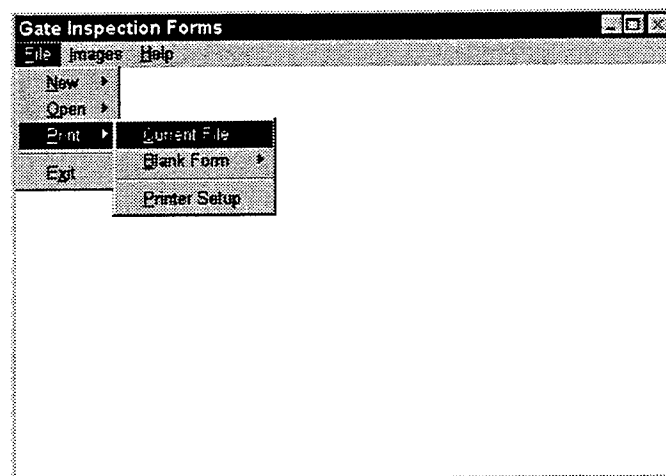 Gate Inspection Forms
File Images Help
New
Open
Print
Current File
Blank Form
Exit
Printer Setup